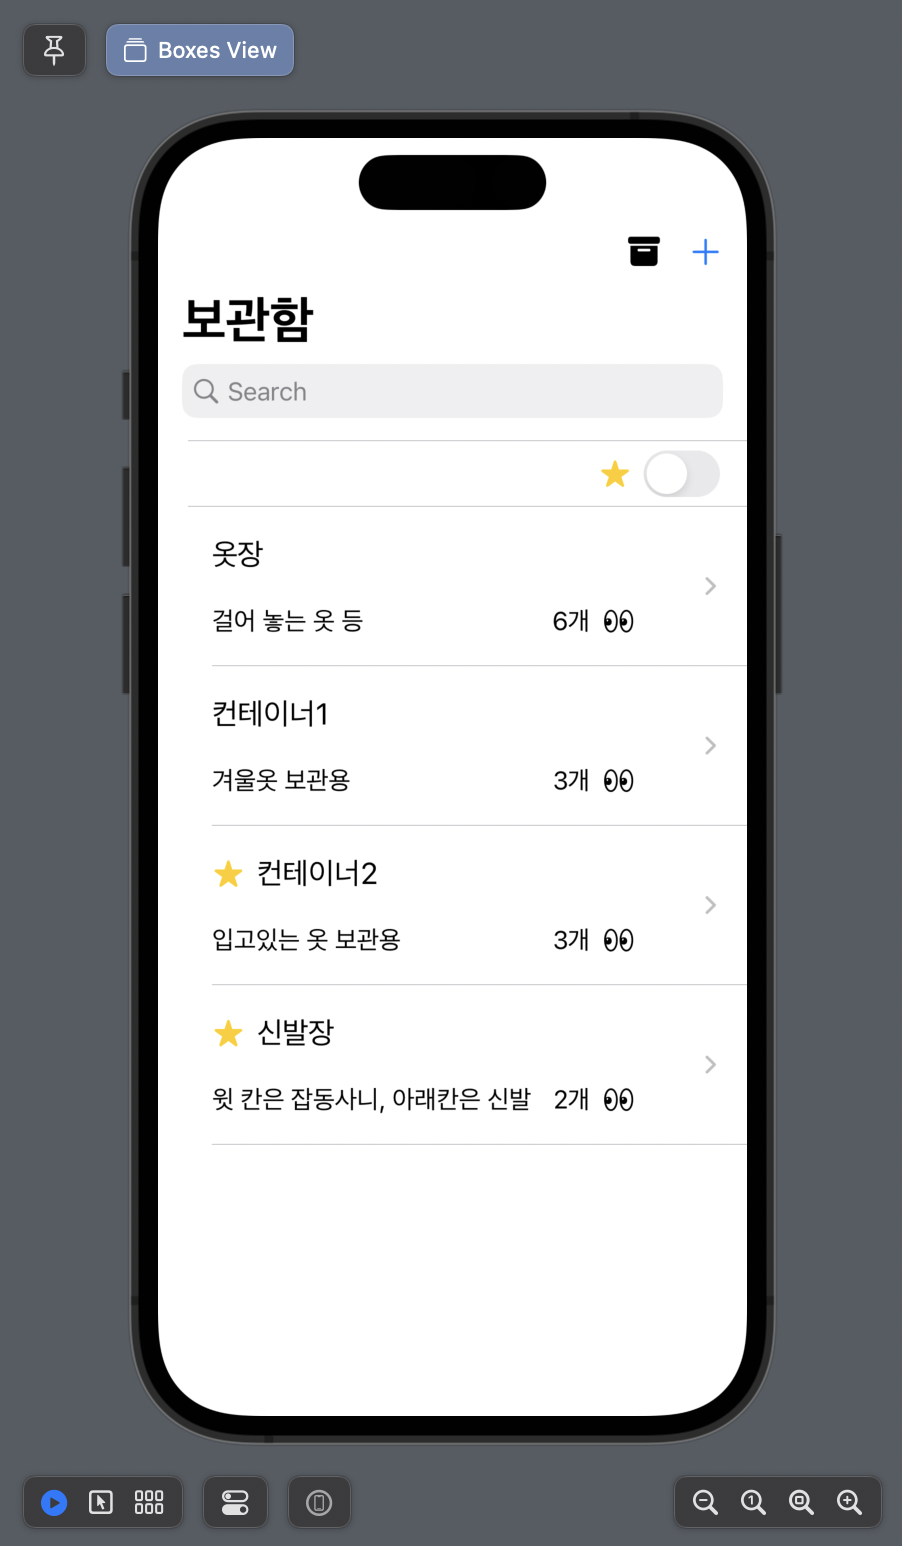 Boxes View
보관함
Search
옷장
걸어 놓는 옷 등 6개 👀
컨테이너1
겨울옷 보관용 3개 👀
컨테이너2
입고있는 옷 보관용 3개 👀
신발장
윗 칸은 잡동사니, 아래칸은 신발 2개 👀